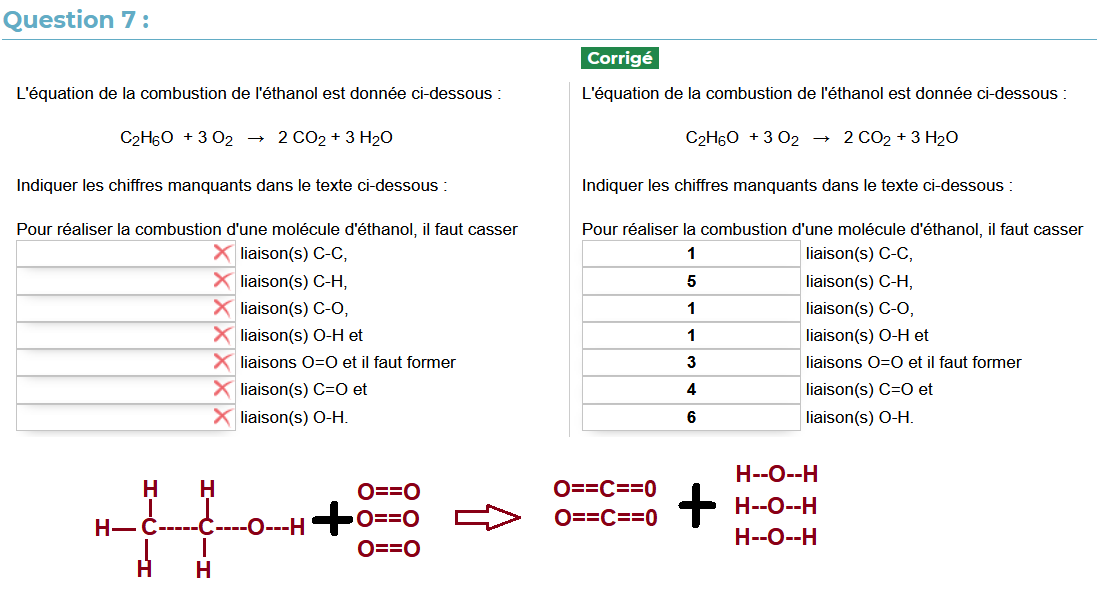 Question 7 :
Corrigé
L'équation de la combustion de l'éthanol est donnée ci-dessous :
C2H6O + 3 O2 → 2 CO2 + 3 H2O
Indiquer les chiffres manquants dans le texte ci-dessous :
Pour réaliser la combustion d'une molécule d'éthanol, il faut casser
liaison(s) C-C,
liaison(s) C-H,
liaison(s) C-O,
liaison(s) O-H et
liaisons O=O et il faut former
liaison(s) C=O et
liaison(s) O-H.
L'équation de la combustion de l'éthanol est donnée ci-dessous :
C2H6O + 3 O2 → 2 CO2 + 3 H2O
Indiquer les chiffres manquants dans le texte ci-dessous :
Pour réaliser la combustion d'une molécule d'éthanol, il faut casser
1 liaison(s) C-C,
5 liaison(s) C-H,
1 liaison(s) C-O,
1 liaison(s) O-H et
3 liaisons O=O et il faut former
4 liaison(s) C=O et
6 liaison(s) O-H.
H H
H—C-----C----O---H
H H
+
O==O
O==O
O==O
O==C==0
O==C==0
+
H--O--H
H--O--H
H--O--H